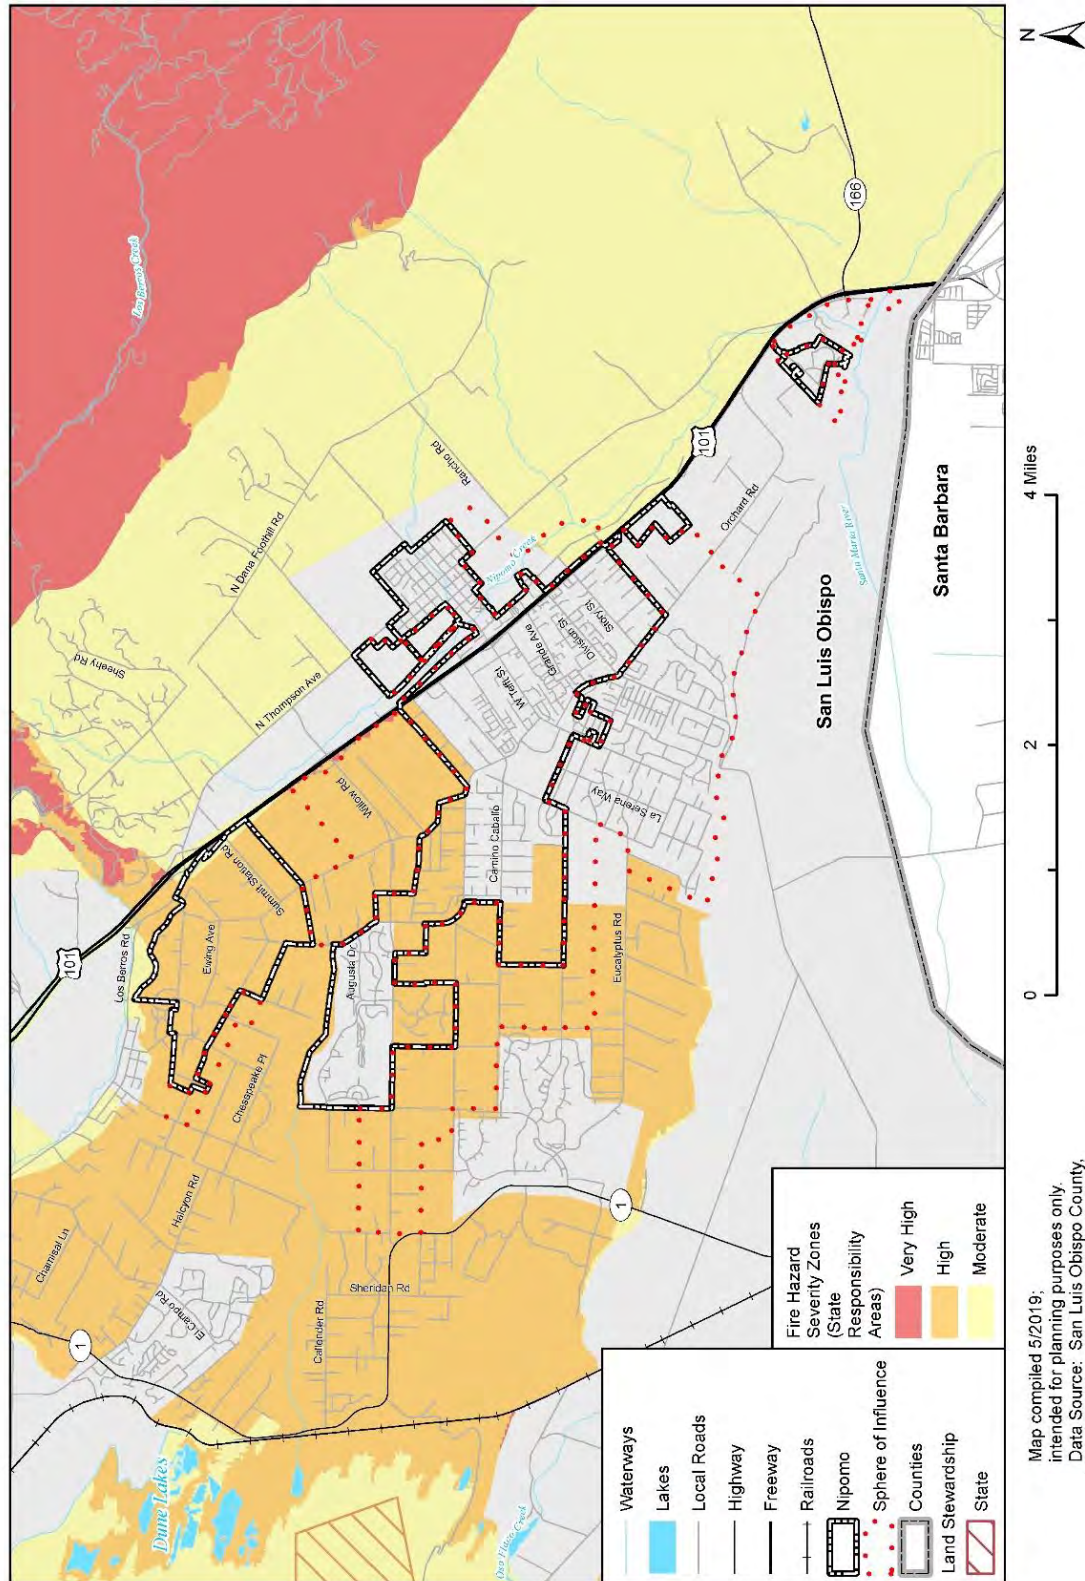 Los Berros Creek
166
101
N Dana Foothill Rd
Rancho Rd
Sheehy Rd
N Thompson Ave
Nipomo Creek
Orchard Rd
Santa Maria River
Santa Barbara
San Luis Obispo
Story St
Division St
Grande Ave
W Tefft St
La Serena Way
Camino Caballo
Willow Rd
Eucalyptus Rd
Summit Station Rd
Ewing Ave
Los Berros Rd
101
Augusta Dr
Chesapeake Pl
Halcyon Rd
Chamisal Ln
El Campo Rd
Sheridan Rd
Callender Rd
1
1
Dune Lakes
Oso Flaco Creek
Waterways
Lakes
Local Roads
Highway
Freeway
Railroads
Nipomo
Sphere of Influence
Counties
Land Stewardship
State
Fire Hazard
Severity Zones
(State
Responsibility
Areas)
Very High
High
Moderate
0
2
4 Miles
N
Map compiled 5/2019;
intended for planning purposes only.
Data Source: San Luis Obispo County,